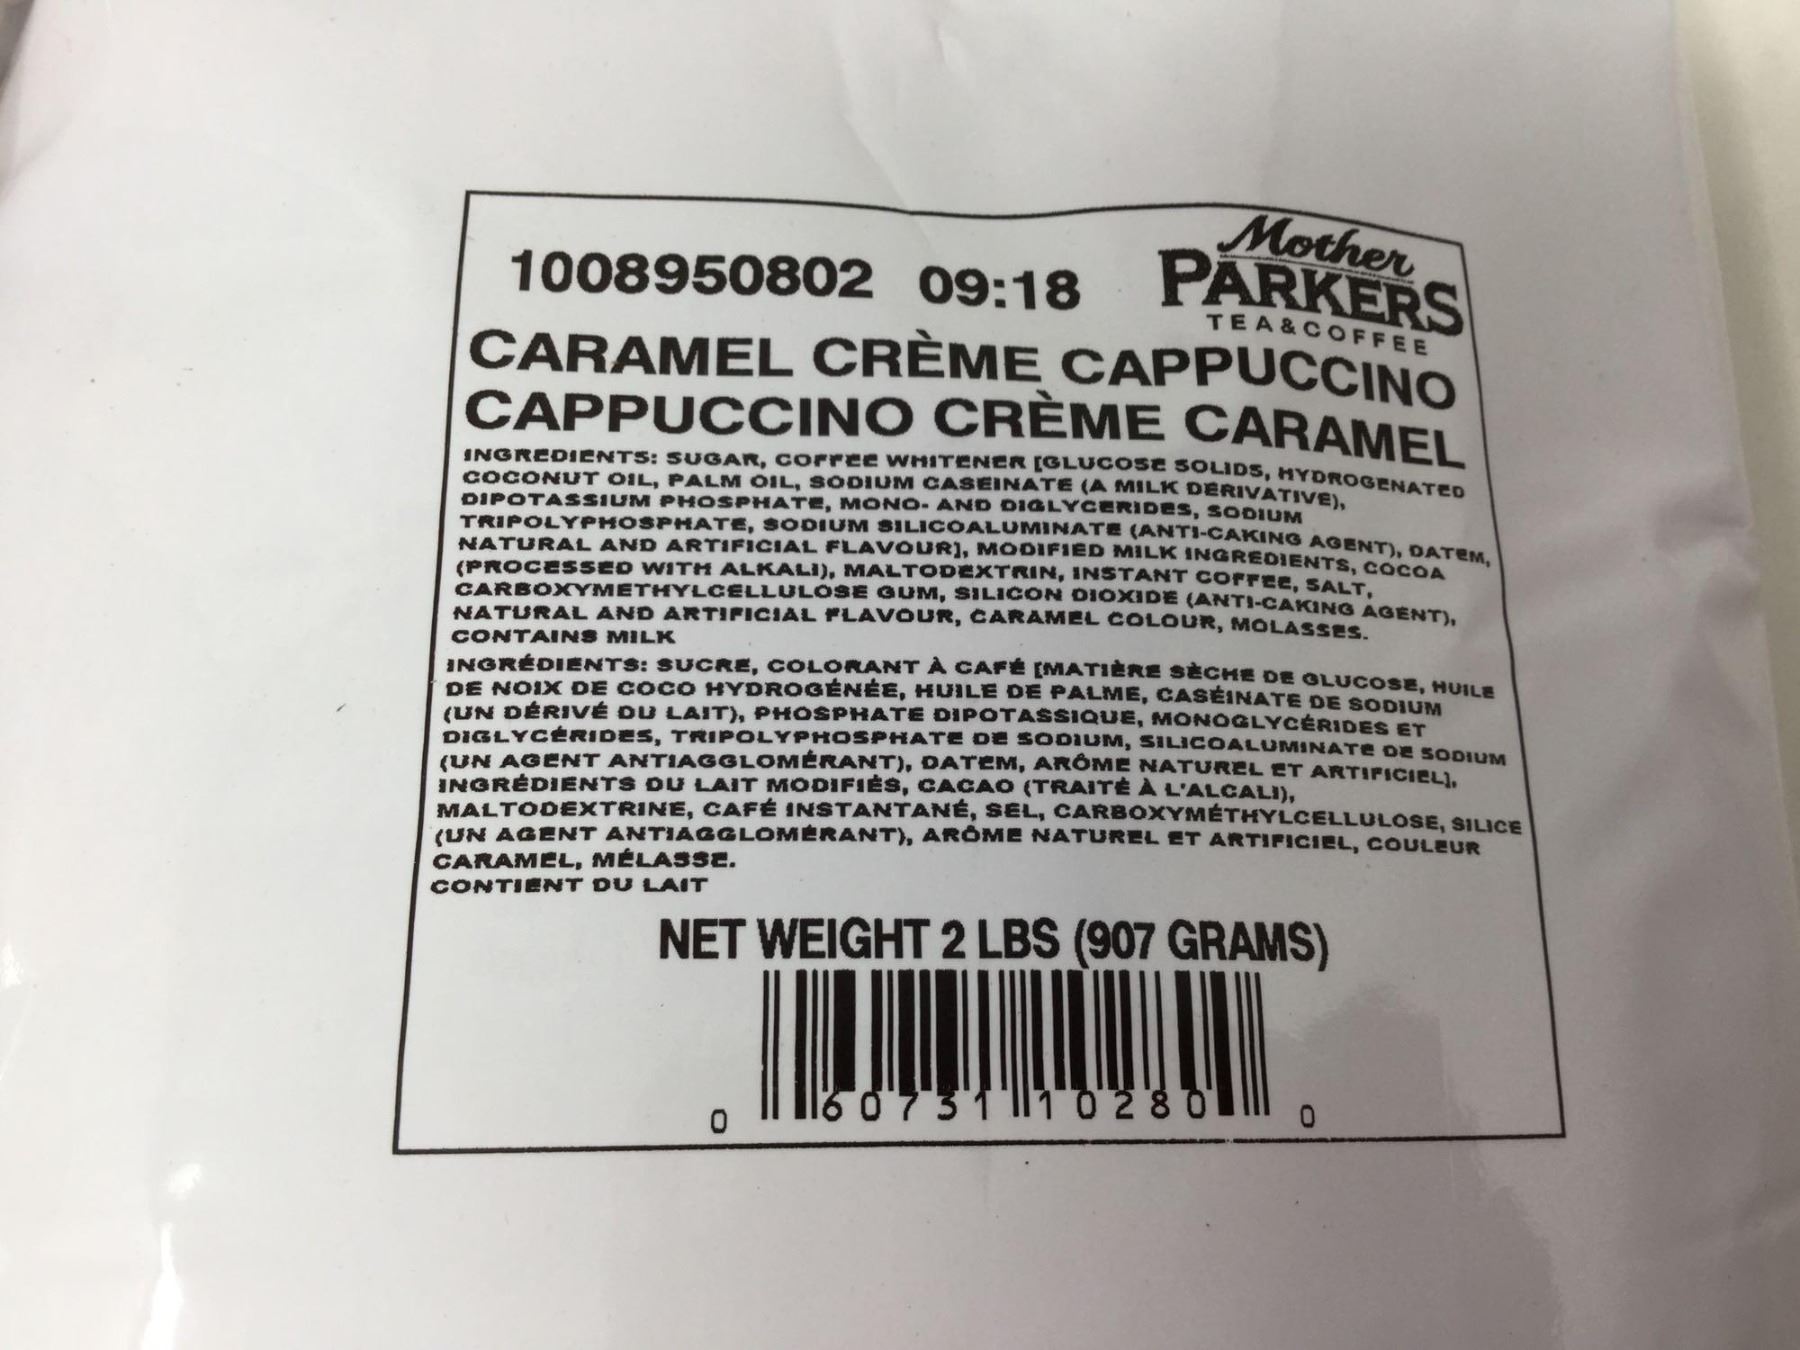 1008950802 09:18
Mother
PARKERS
TEA&COFFEE
CARAMEL CRÈME CAPPUCCINO
CAPPUCCINO CRÈME CARAMEL
INGREDIENTS: SUGAR, COFFEE WHITENER [GLUCOSE SOLIDS, HYDROGENATED
COCONUT OIL, PALM OIL, SODIUM CASEINATE (A MILK DERIVATIVE),
DIPOTASSIUM PHOSPHATE, MONO- AND DIGLYCERIDES, SODIUM
TRIPOLYPHOSPHATE, SODIUM SILICOALUMINATE (ANTI-CAKING AGENT), DATEM,
NATURAL AND ARTIFICIAL FLAVOUR], MODIFIED MILK INGREDIENTS, COCOA
(PROCESSED WITH ALKALI), MALTODEXTRIN, INSTANT COFFEE, SALT,
CARBOXYMETHYLCELLULOSE GUM, SILICON DIOXIDE (ANTI-CAKING AGENT),
NATURAL AND ARTIFICIAL FLAVOUR, CARAMEL COLOUR, MOLASSES.
CONTAINS MILK
INGRÉDIENTS: SUCRE, COLORANT À CAFÉ [MATIÈRE SÈCHE DE GLUCOSE, HUILE
DE NOIX DE COCO HYDROGÉNÉE, HUILE DE PALME, CASÉINATE DE SODIUM
(UN DÉRIVÉ DU LAIT), PHOSPHATE DIPOTASSIQUE, MONOGLYCÉRIDES ET
DIGLYCÉRIDES, TRIPOLYPHOSPHATE DE SODIUM, SILICOALUMINATE DE SODIUM
(UN AGENT ANTIAGGLOMÉRANT), DATEM, ARÔME NATUREL ET ARTIFICIEL],
INGRÉDIENTS DU LAIT MODIFIÉS, CACAO (TRAITÉ À L'ALCALI),
MALTODEXTRINE, CAFÉ INSTANTANÉ, SEL, CARBOXYMÉTHYLCELLULOSE, SILICE
(UN AGENT ANTIAGGLOMÉRANT), ARÔME NATUREL ET ARTIFICIEL, COULEUR
CARAMEL, MÉLASSE.
CONTIENT DU LAIT
NET WEIGHT 2 LBS (907 GRAMS)
0 60731 10280 0